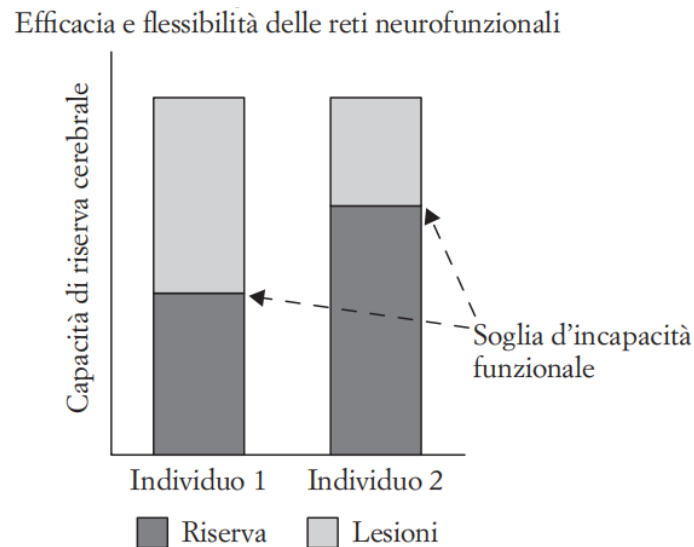 Efficacia e flessibilità delle reti neurofunzionali
Capacità di riserva cerebrale
Soglia d'incapacità
funzionale
Individuo 1
Individuo 2
Riserva
Lesioni